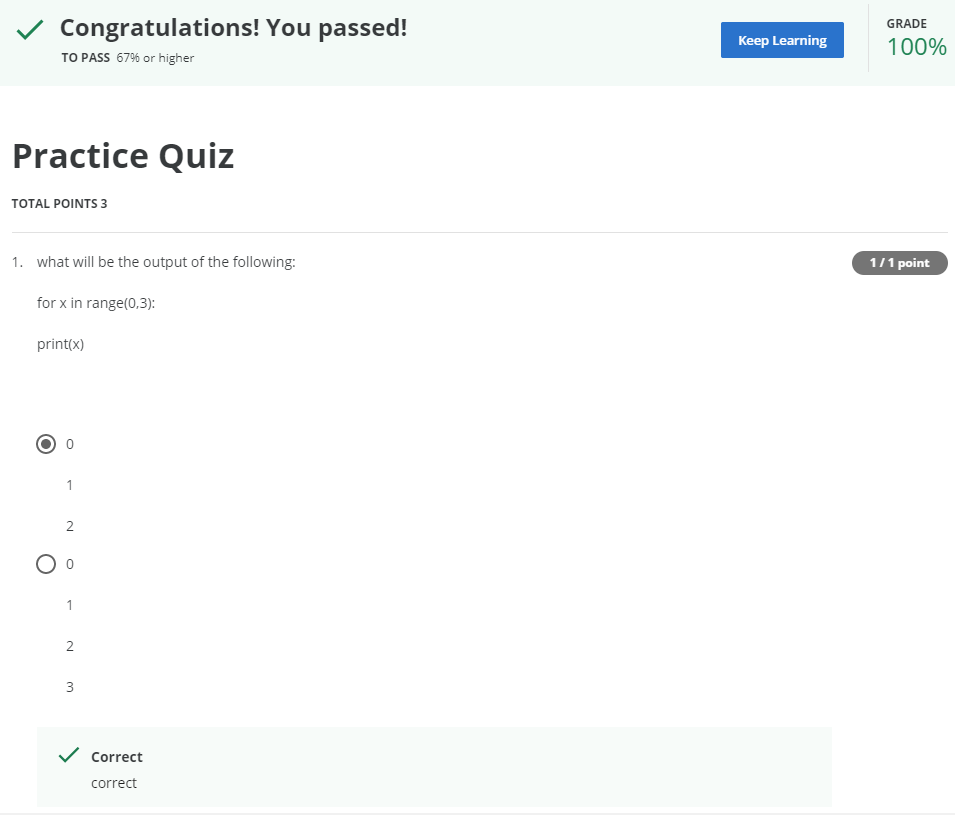 Congratulations! You passed!
TO PASS 67% or higher
Keep Learning
GRADE
100%
Practice Quiz
TOTAL POINTS 3
1. what will be the output of the following:
1 / 1 point
for x in range(0,3):
print(x)
0
1
2
0
1
2
3
Correct
correct